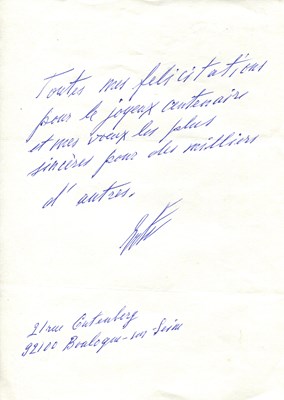 Toutes mes félicitations
pour le joyeux centenaire
et mes vœux les plus
sincères pour des milliers
d'autres.
21 rue Gutenberg
92100 Boulogne-sur-Seine